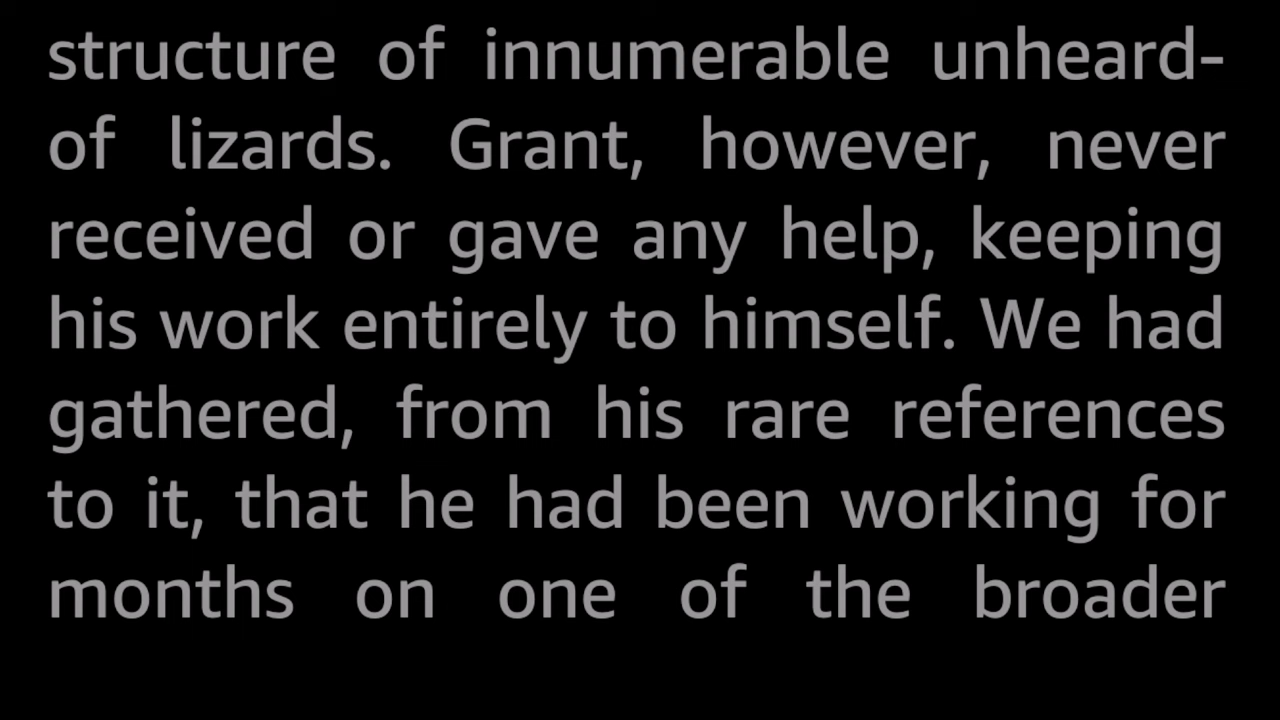 structure of innumerable unheard-
of lizards. Grant, however, never
received or gave any help, keeping
his work entirely to himself. We had
gathered, from his rare references
to it, that he had been working for
months on one of the broader